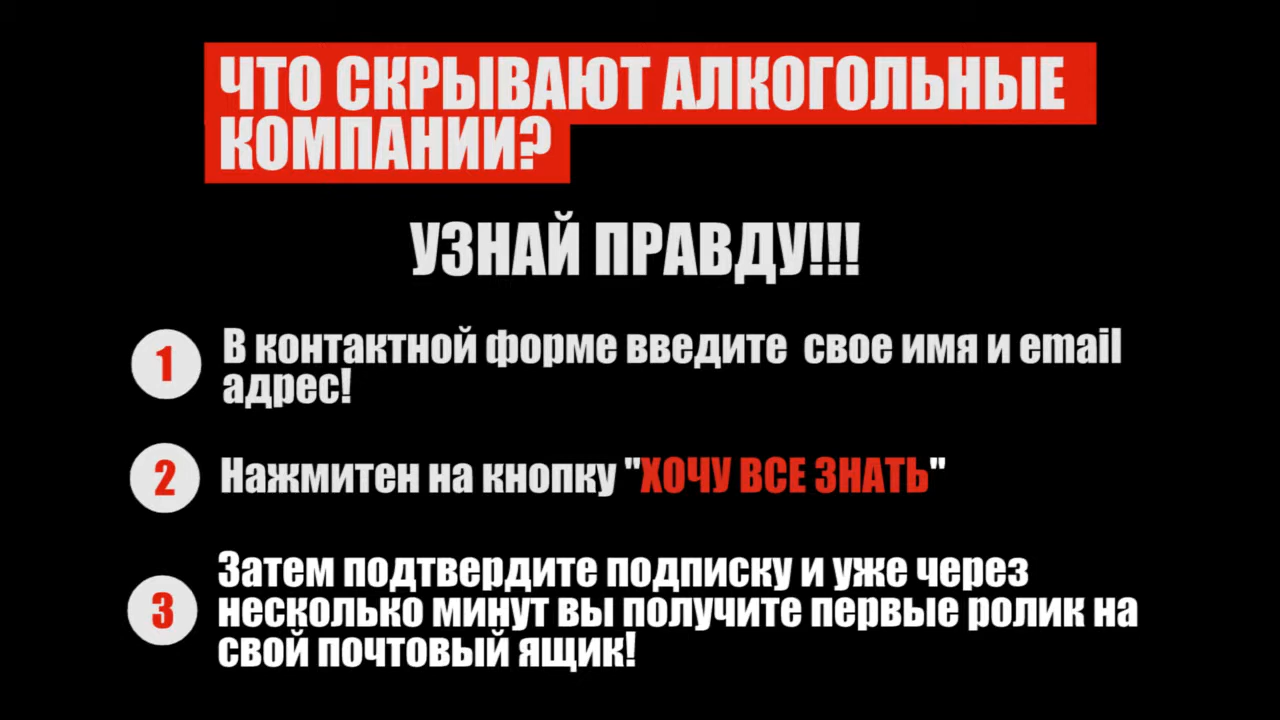 ЧТО СКРЫВАЮТ АЛКОГОЛЬНЫЕ
КОМПАНИИ?
УЗНАЙ ПРАВДУ!!!
1 В контактной форме введите свое имя и email
адрес!
2 Нажмитен на кнопку "ХОЧУ ВСЕ ЗНАТЬ"
3 Затем подтвердите подписку и уже через
несколько минут вы получите первые ролик на
свой почтовый ящик!